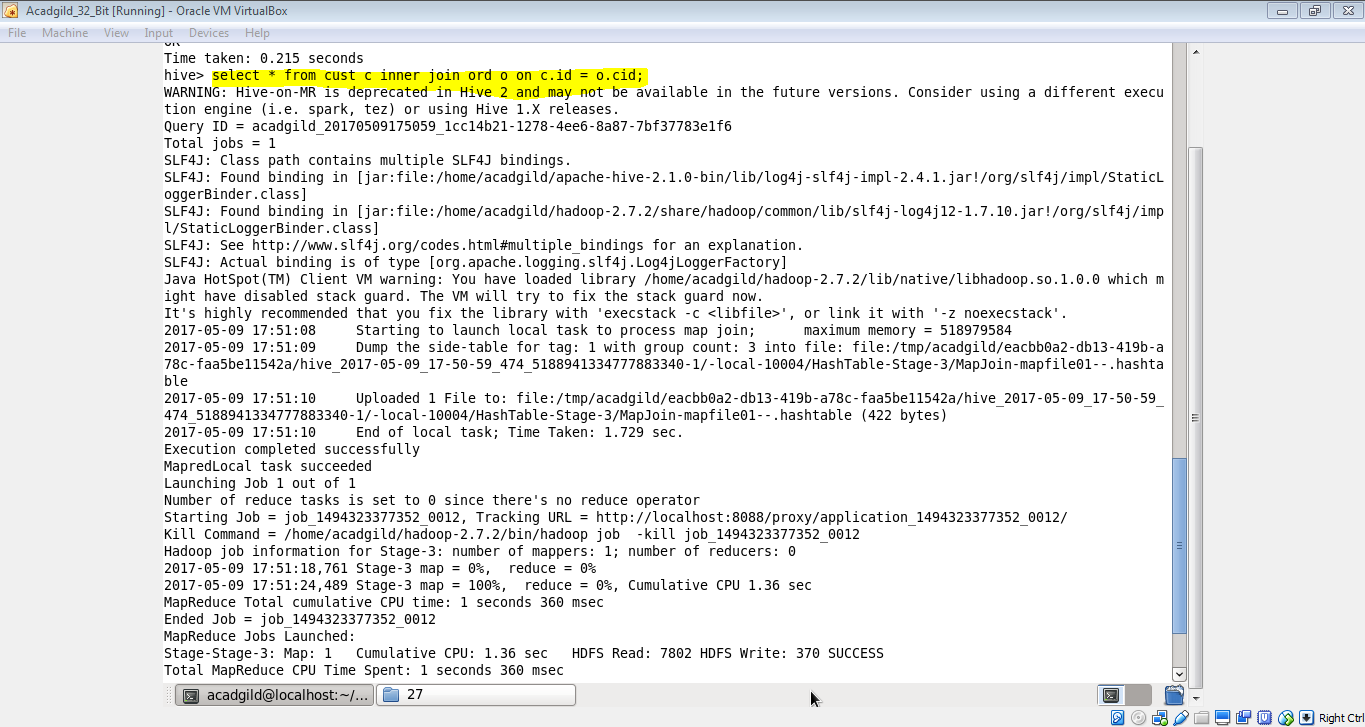 Acadgild_32_Bit [Running] - Oracle VM VirtualBox
File Machine View Input Devices Help
OK
Time taken: 0.215 seconds
hive> select * from cust c inner join ord o on c.id = o.cid;
WARNING: Hive-on-MR is deprecated in Hive 2 and may not be available in the future versions. Consider using a different execu
tion engine (i.e. spark, tez) or using Hive 1.X releases.
Query ID = acadgild_20170509175059_1cc14b21-1278-4ee6-8a87-7bf37783e1f6
Total jobs = 1
SLF4J: Class path contains multiple SLF4J bindings.
SLF4J: Found binding in [jar:file:/home/acadgild/apache-hive-2.1.0-bin/lib/log4j-slf4j-impl-2.4.1.jar!/org/slf4j/impl/StaticL
oggerBinder.class]
SLF4J: Found binding in [jar:file:/home/acadgild/hadoop-2.7.2/share/hadoop/common/lib/slf4j-log4j12-1.7.10.jar!/org/slf4j/imp
l/StaticLoggerBinder.class]
SLF4J: See http://www.slf4j.org/codes.html#multiple_bindings for an explanation.
SLF4J: Actual binding is of type [org.apache.logging.slf4j.Log4jLoggerFactory]
Java HotSpot(TM) Client VM warning: You have loaded library /home/acadgild/hadoop-2.7.2/lib/native/libhadoop.so.1.0.0 which m
ight have disabled stack guard. The VM will try to fix the stack guard now.
It's highly recommended that you fix the library with 'execstack -c <libfile>', or link it with '-z noexecstack'.
2017-05-09 17:51:08 Starting to launch local task to process map join; maximum memory = 518979584
2017-05-09 17:51:09 Dump the side-table for tag: 1 with group count: 3 into file: file:/tmp/acadgild/eacbb0a2-db13-419b-a
78c-faa5be11542a/hive_2017-05-09_17-50-59_474_5188941334777883340-1/-local-10004/HashTable-Stage-3/MapJoin-mapfile01--.hashta
ble
2017-05-09 17:51:10 Uploaded 1 File to: file:/tmp/acadgild/eacbb0a2-db13-419b-a78c-faa5be11542a/hive_2017-05-09_17-50-59_
474_5188941334777883340-1/-local-10004/HashTable-Stage-3/MapJoin-mapfile01--.hashtable (422 bytes)
2017-05-09 17:51:10 End of local task; Time Taken: 1.729 sec.
Execution completed successfully
MapredLocal task succeeded
Launching Job 1 out of 1
Number of reduce tasks is set to 0 since there's no reduce operator
Starting Job = job_1494323377352_0012, Tracking URL = http://localhost:8088/proxy/application_1494323377352_0012/
Kill Command = /home/acadgild/hadoop-2.7.2/bin/hadoop job -kill job_1494323377352_0012
Hadoop job information for Stage-3: number of mappers: 1; number of reducers: 0
2017-05-09 17:51:18,761 Stage-3 map = 0%, reduce = 0%
2017-05-09 17:51:24,489 Stage-3 map = 100%, reduce = 0%, Cumulative CPU 1.36 sec
MapReduce Total cumulative CPU time: 1 seconds 360 msec
Ended Job = job_1494323377352_0012
MapReduce Jobs Launched:
Stage-Stage-3: Map: 1 Cumulative CPU: 1.36 sec HDFS Read: 7802 HDFS Write: 370 SUCCESS
Total MapReduce CPU Time Spent: 1 seconds 360 msec
acadgild@localhost:~/... 27
Right Ctrl